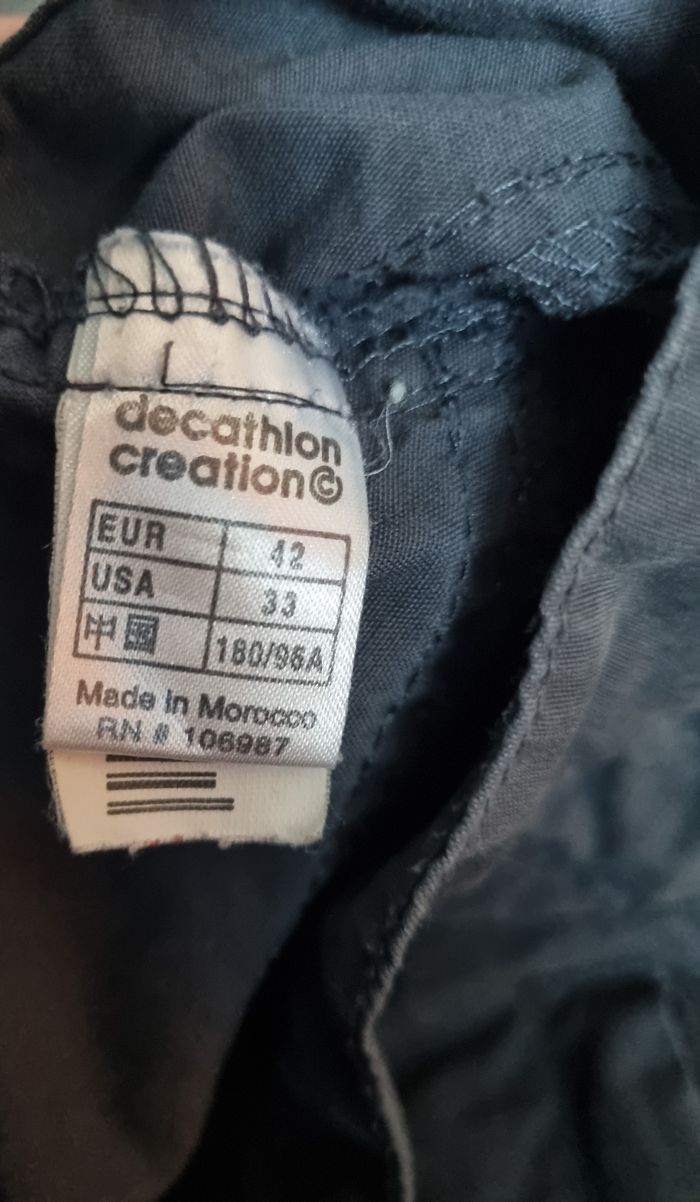 decathlon
creation©
EUR 42
USA 33
中国 180/96A
Made in Morocco
RN # 106987